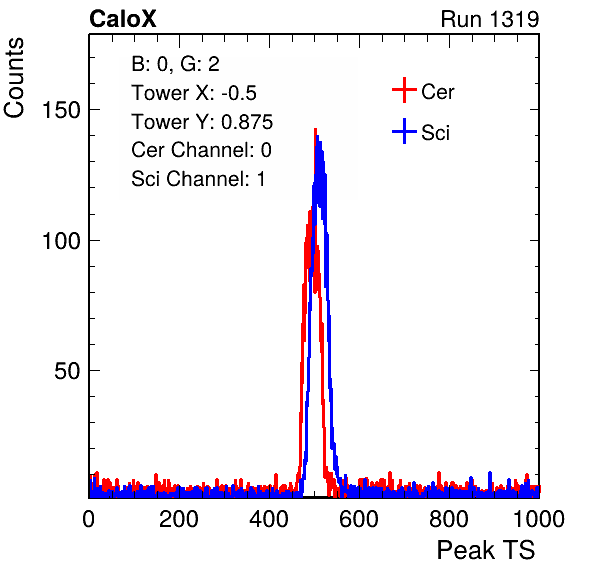 CaloX Run 1319
Counts
B: 0, G: 2
Tower X: -0.5
Tower Y: 0.875
Cer Channel: 0
Sci Channel: 1
Cer
Sci
150
100
50
0 200 400 600 800 1000
Peak TS